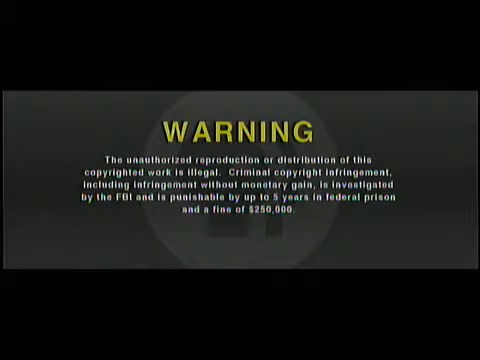 WARNING
The unauthorized reproduction or distribution of this
copyrighted work is illegal. Criminal copyright infringement,
including infringement without monetary gain, is investigated
by the FBI and is punishable by up to 5 years in federal prison
and a fine of $250,000.